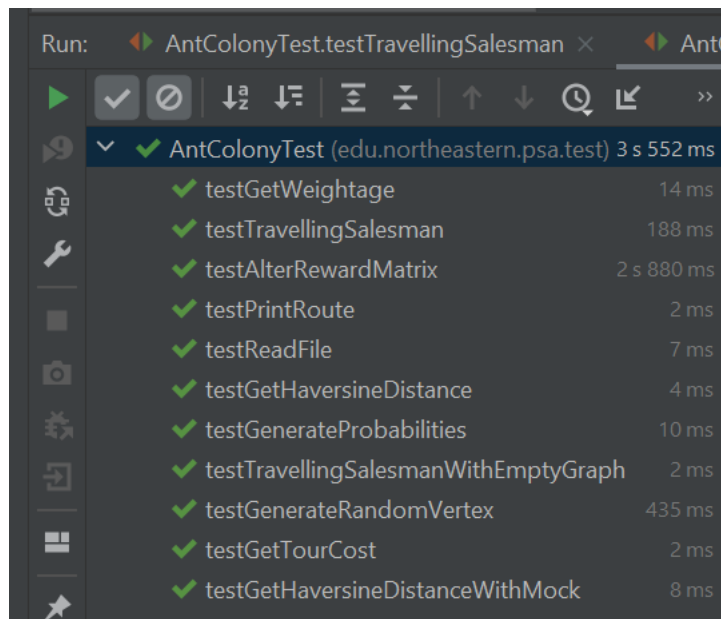 Run: AntColonyTest.testTravellingSalesman × Ant
AntColonyTest (edu.northeastern.psa.test) 3 s 552 ms
testGetWeightage 14 ms
testTravellingSalesman 188 ms
testAlterRewardMatrix 2 s 880 ms
testPrintRoute 2 ms
testReadFile 7 ms
testGetHaversineDistance 4 ms
testGenerateProbabilities 10 ms
testTravellingSalesmanWithEmptyGraph 2 ms
testGenerateRandomVertex 435 ms
testGetTourCost 2 ms
testGetHaversineDistanceWithMock 8 ms